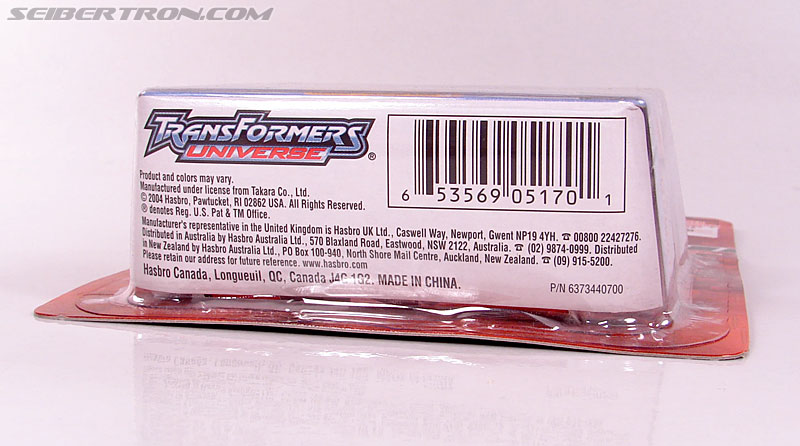 SEIBERTRON.COM
TRANSFORMERS
UNIVERSE ®
6 53569 05170 1
Product and colors may vary.
Manufactured under license from Takara Co., Ltd.
© 2004 Hasbro, Pawtucket, RI 02862 USA. All Rights Reserved.
® denotes Reg. U.S. Pat & TM Office.
Manufacturer's representative in the United Kingdom is Hasbro UK Ltd., Caswell Way, Newport, Gwent NP19 4YH. ☎ 00800 22427276.
Distributed in Australia by Hasbro Australia Ltd., 570 Blaxland Road, Eastwood, NSW 2122, Australia. ☎ (02) 9874-0999. Distributed
in New Zealand by Hasbro Australia Ltd., PO Box 100-940, North Shore Mail Centre, Auckland, New Zealand. ☎ (09) 915-5200.
Please retain our address for future reference. www.hasbro.com
Hasbro Canada, Longueuil, QC, Canada J4G 1G2. MADE IN CHINA.
P/N 6373440700